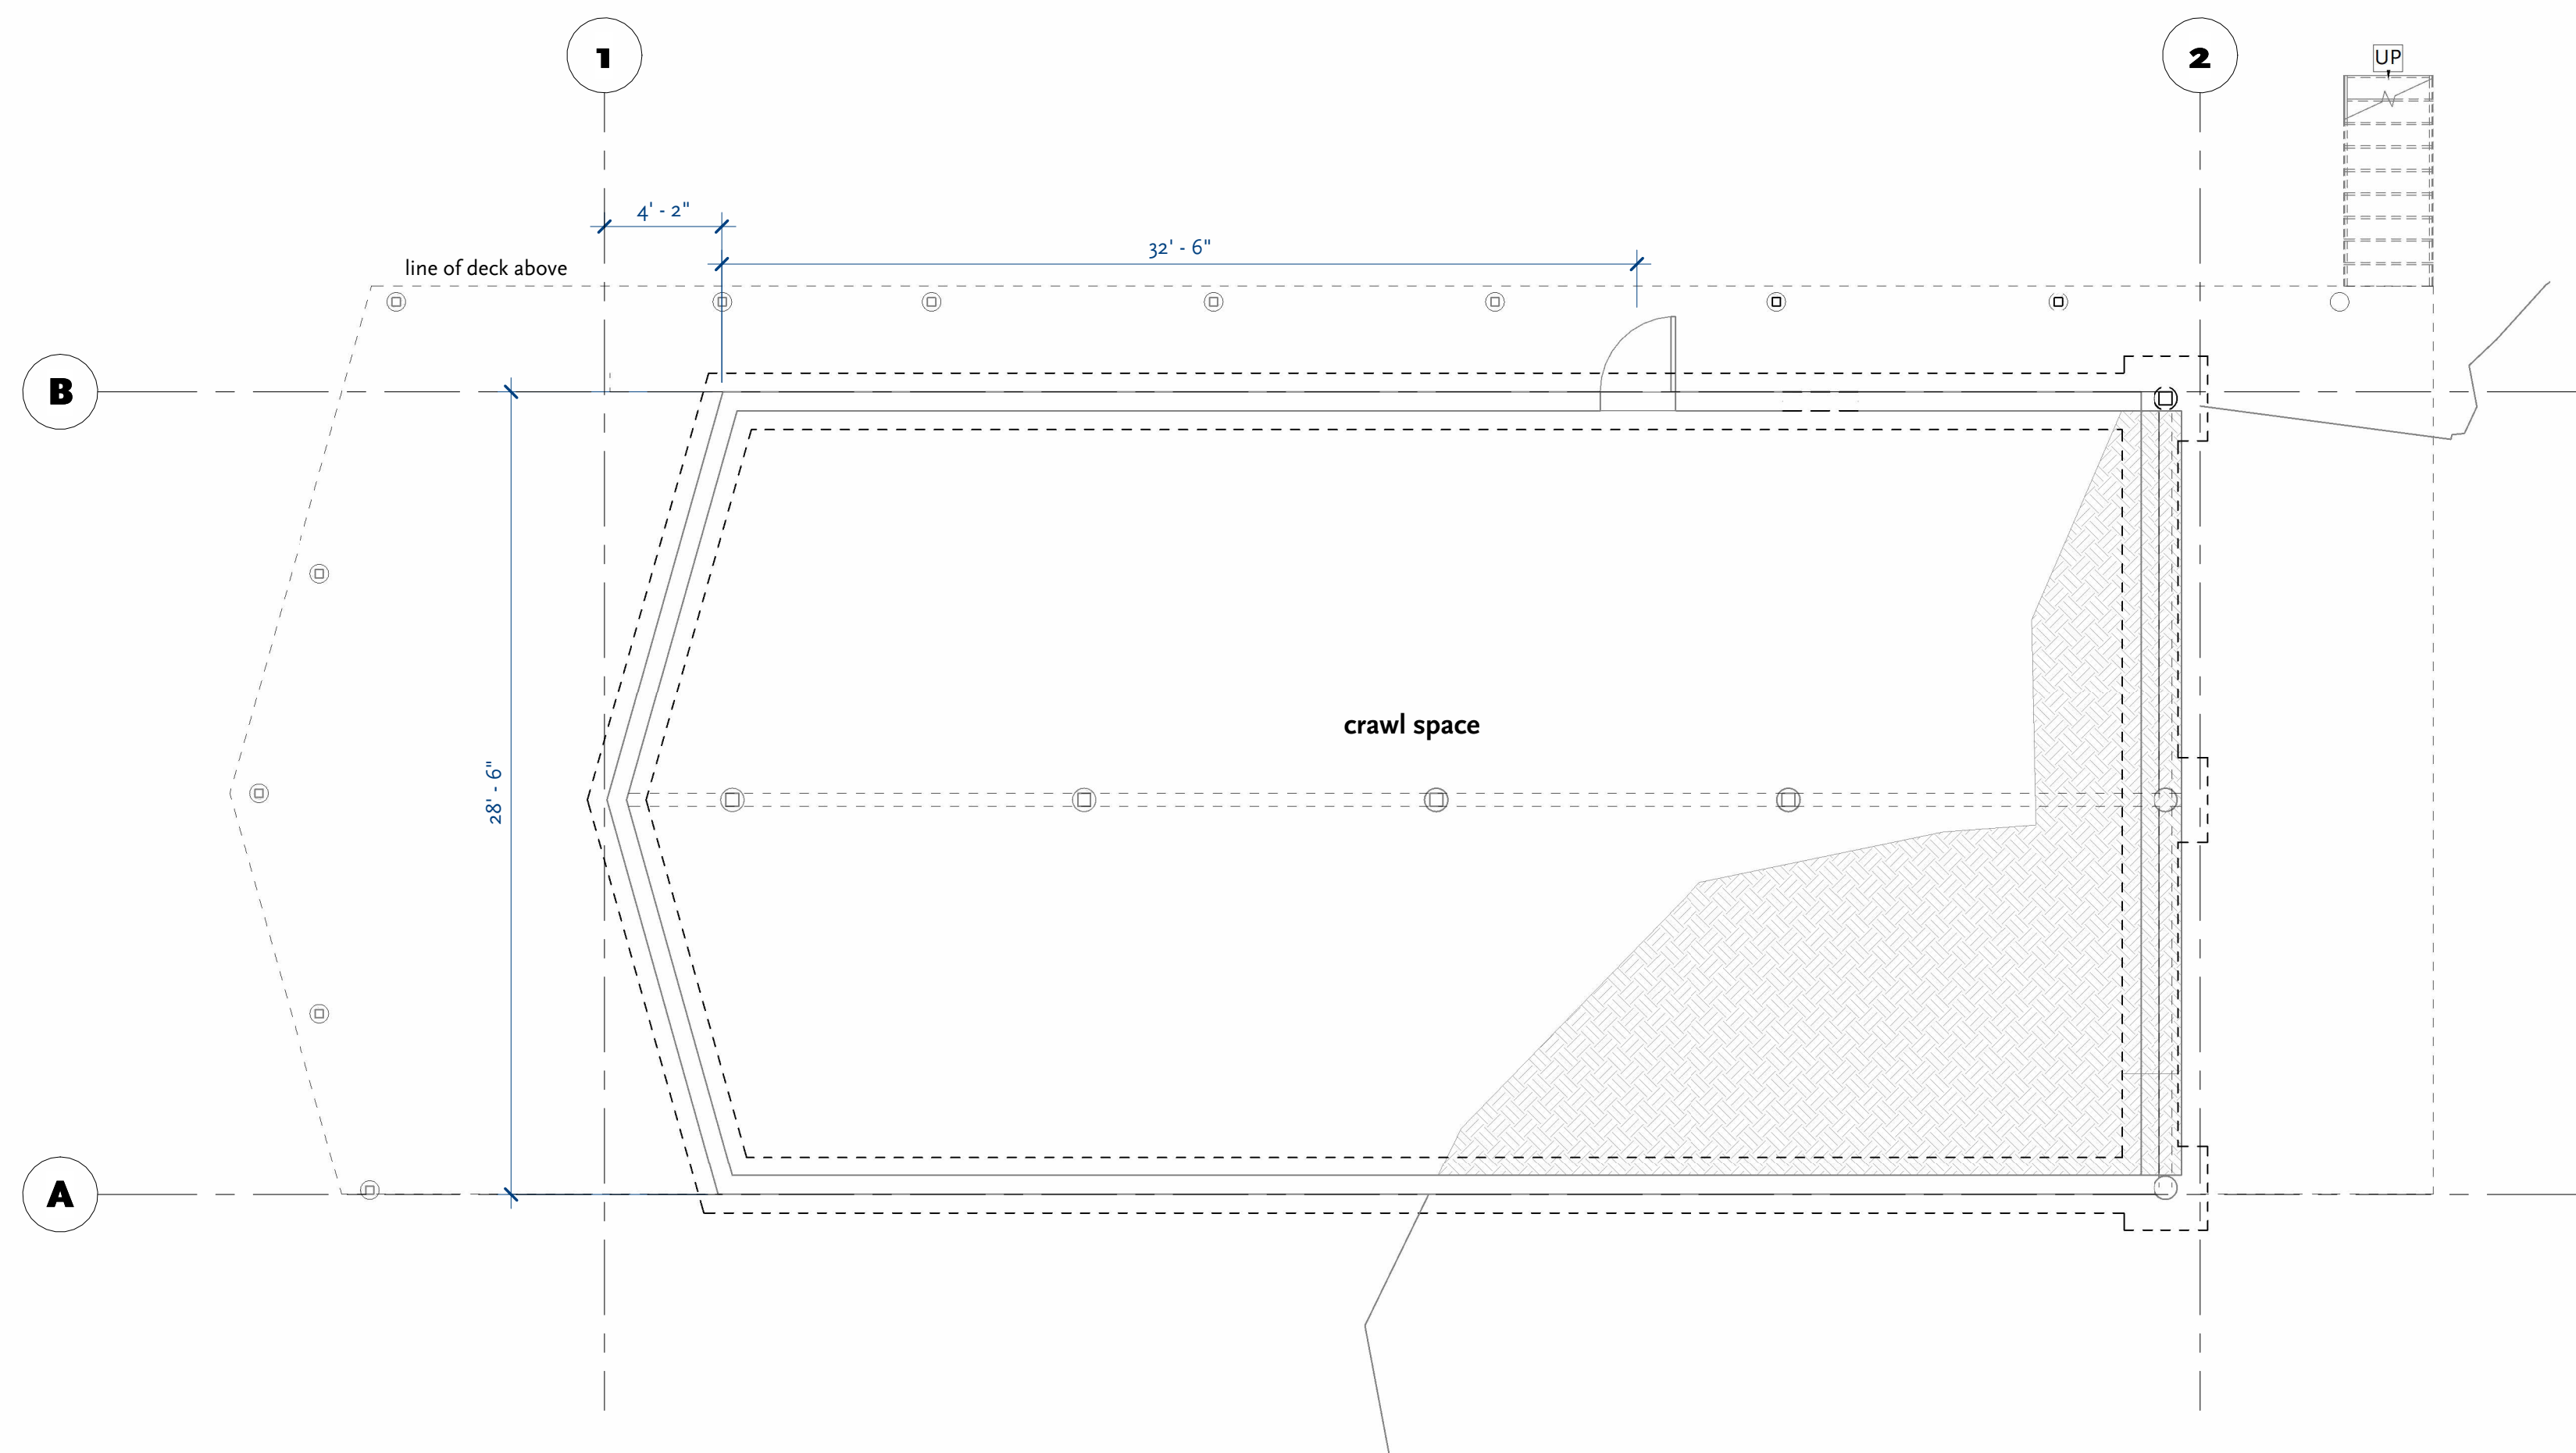 1
2
UP
4' - 2"
32' - 6"
line of deck above
B
crawl space
28' - 6"
A